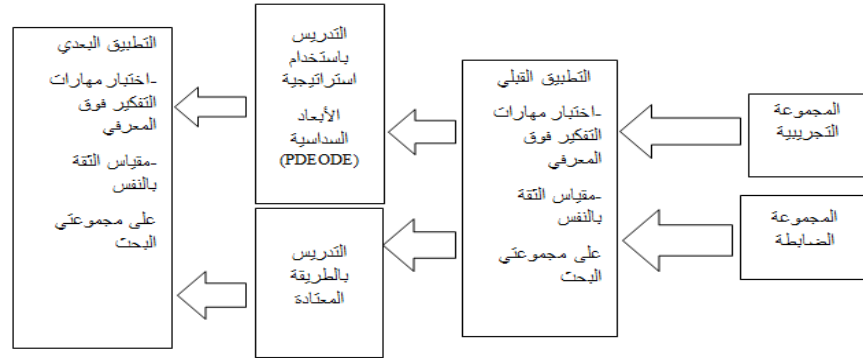 المجموعة
التجريبية
المجموعة
الضابطة
التطبيق القبلي
-اختبار مهارات
التفكير فوق
المعرفي
-مقياس الثقة
بالنفس
على مجموعتي
البحث
التدريس
باستخدام
استراتيجية
الأبعاد
السداسية
(PDEODE)
التدريس
بالطريقة
المعتادة
التطبيق البعدي
-اختبار مهارات
التفكير فوق
المعرفي
-مقياس الثقة
بالنفس
على مجموعتي
البحث